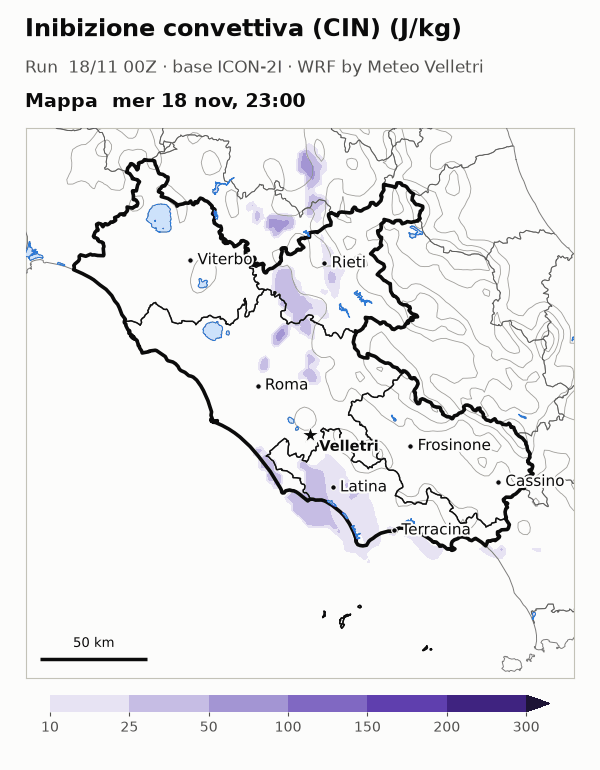 Inibizione convettiva (CIN) (J/kg)
Run  18/11 00Z · base ICON-2I · WRF by Meteo Velletri
Mappa  mer 18 nov, 23:00
Viterbo
Rieti
Roma
Velletri
Frosinone
Latina
Cassino
Terracina
50 km
10 25 50 100 150 200 300